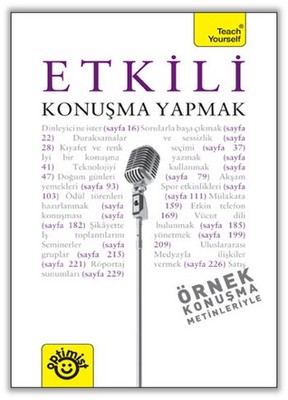 Teach
Yourself
ETKİLİ
KONUŞMA YAPMAK
Dinleyici ne ister (sayfa 16) Sorularla başa çıkmak (sayfa
22) Duraksamalar ve sessizlik (sayfa
28) Kıyafet ve renk seçimi (sayfa 37)
İyi bir konuşma yazmak (sayfa
41) Teknolojiyi kullanmak (sayfa
47) Doğum günleri (sayfa 79) Akşam
yemekleri (sayfa 93) Spor etkinlikleri (sayfa
103) Ödül törenleri (sayfa 111) Mülakata
hazırlanmak (sayfa 159) Etkin telefon
konuşması (sayfa 169) Vücut dili
(sayfa 182) Şikâyette bulunmak (sayfa 185)
İş toplantılarını yönetmek (sayfa 199)
Seminerler (sayfa 209) Uluslararası
gruplar (sayfa 215) Medyayla ilişkiler
(sayfa 221) Röportaj vermek (sayfa 226) Satış
sunumları (sayfa 229)
ÖRNEK
KONUŞMA
METİNLERİYLE
optimist